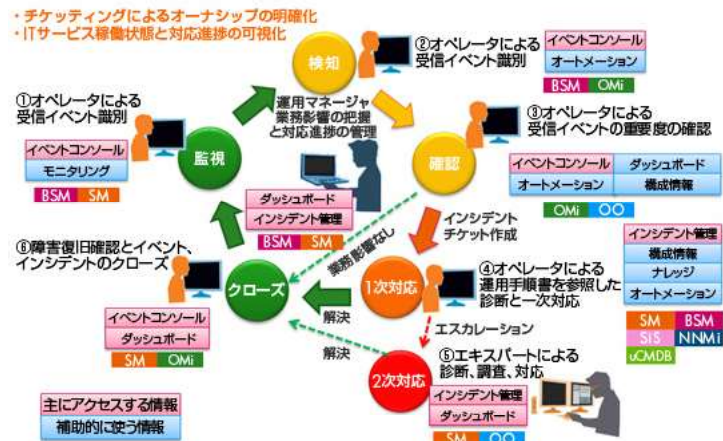 ・チケッティングによるオーナシップの明確化
・ITサービス稼働状態と対応進捗の可視化
検知
②オペレータによる
受信イベント識別
イベントコンソール
オートメーション
BSM OMi
①オペレータによる
受信イベント識別
イベントコンソール
モニタリング
BSM SM
監視
運用マネージャ
業務影響の把握
と対応進捗の管理
ダッシュボード
インシデント管理
BSM SM
確認
③オペレータによる
受信イベントの重要度の確認
イベントコンソール ダッシュボード
オートメーション 構成情報
OMi OO
インシデント
チケット作成
業務影響なし
⑥障害復旧確認とイベント、
インシデントのクローズ
イベントコンソール
ダッシュボード
SM OMi
クローズ
解決
解決
1次対応
④オペレータによる
運用手順書を参照した
診断と一次対応
インシデント管理
構成情報
ナレッジ
オートメーション
SM BSM
SiS NNMi
uCMDB
エスカレーション
2次対応
⑤エキスパートによる
診断、調査、対応
インシデント管理
ダッシュボード
SM OO
主にアクセスする情報
補助的に使う情報